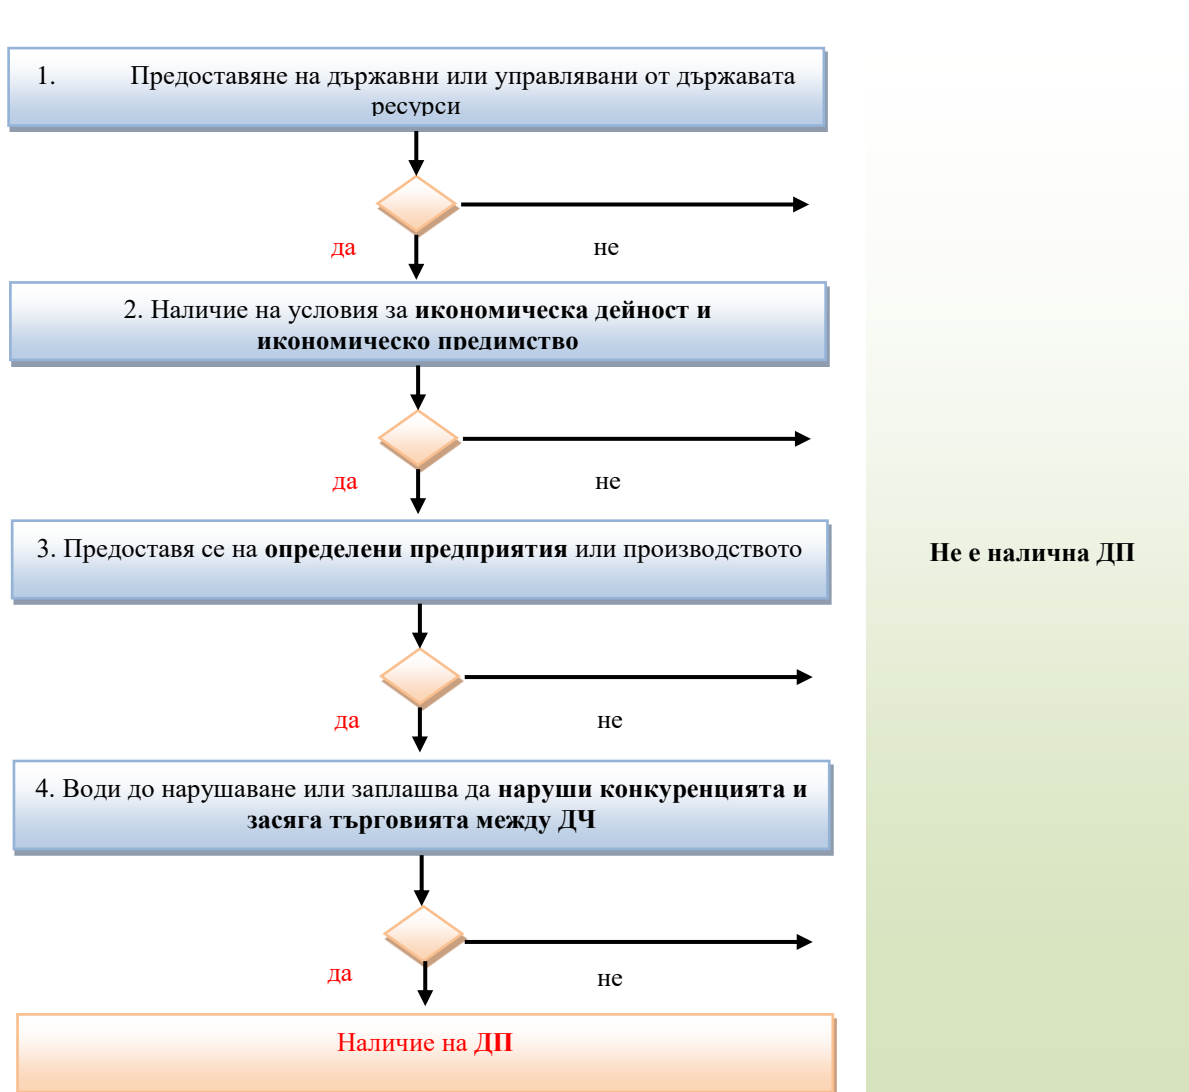 1. Предоставяне на държавни или управлявани от държавата
ресурси
да не
2. Наличие на условия за икономическа дейност и
икономическо предимство
да не
3. Предоставя се на определени предприятия или производството
Не е налична ДП
да не
4. Води до нарушаване или заплашва да наруши конкуренцията и
засяга търговията между ДЧ
да не
Наличие на ДП